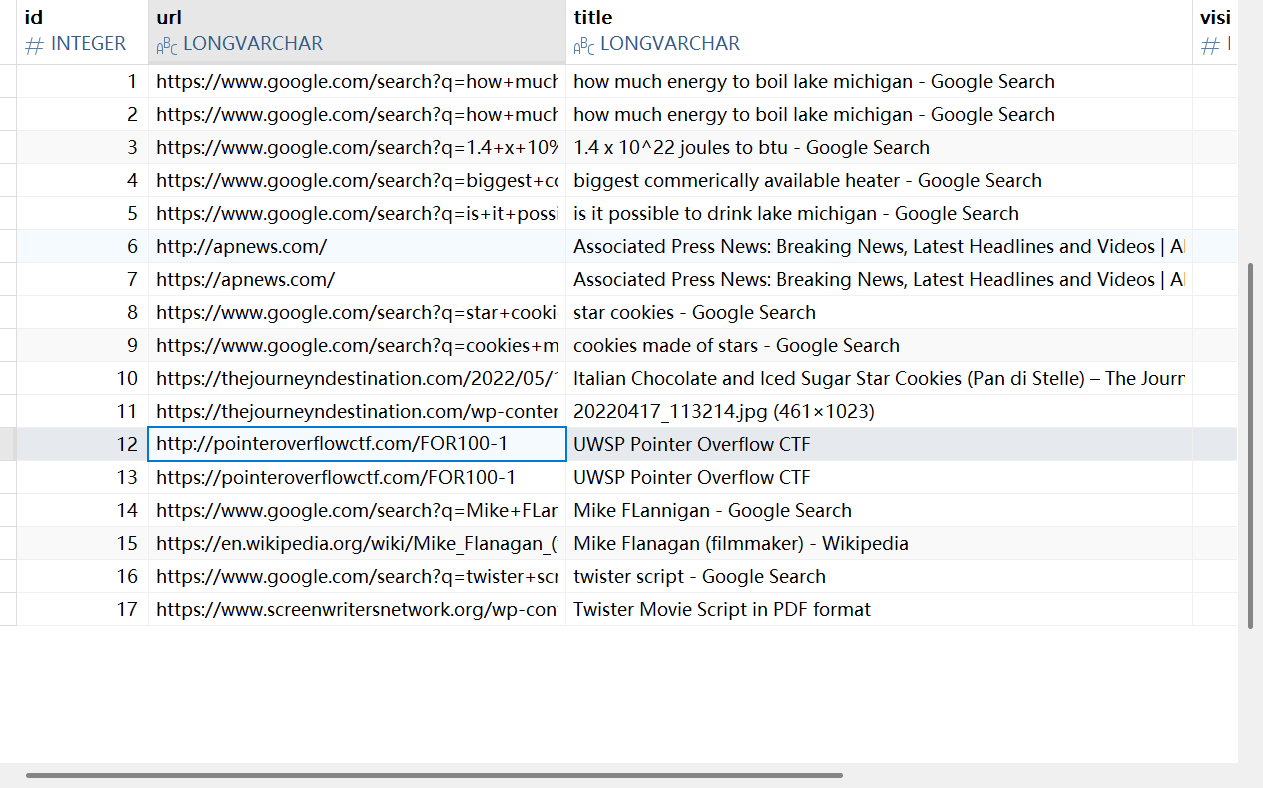 id url title visi
# INTEGER ABC LONGVARCHAR ABC LONGVARCHAR # I
1 https://www.google.com/search?q=how+much how much energy to boil lake michigan - Google Search
2 https://www.google.com/search?q=how+much how much energy to boil lake michigan - Google Search
3 https://www.google.com/search?q=1.4+x+10% 1.4 x 10^22 joules to btu - Google Search
4 https://www.google.com/search?q=biggest+co biggest commerically available heater - Google Search
5 https://www.google.com/search?q=is+it+possi is it possible to drink lake michigan - Google Search
6 http://apnews.com/ Associated Press News: Breaking News, Latest Headlines and Videos | A
7 https://apnews.com/ Associated Press News: Breaking News, Latest Headlines and Videos | A
8 https://www.google.com/search?q=star+cooki star cookies - Google Search
9 https://www.google.com/search?q=cookies+m cookies made of stars - Google Search
10 https://thejourneyndestination.com/2022/05/1 Italian Chocolate and Iced Sugar Star Cookies (Pan di Stelle) – The Journ
11 https://thejourneyndestination.com/wp-conter 20220417_113214.jpg (461×1023)
12 http://pointeroverflowctf.com/FOR100-1 UWSP Pointer Overflow CTF
13 https://pointeroverflowctf.com/FOR100-1 UWSP Pointer Overflow CTF
14 https://www.google.com/search?q=Mike+FLar Mike FLannigan - Google Search
15 https://en.wikipedia.org/wiki/Mike_Flanagan_( Mike Flanagan (filmmaker) - Wikipedia
16 https://www.google.com/search?q=twister+scr twister script - Google Search
17 https://www.screenwritersnetwork.org/wp-con Twister Movie Script in PDF format